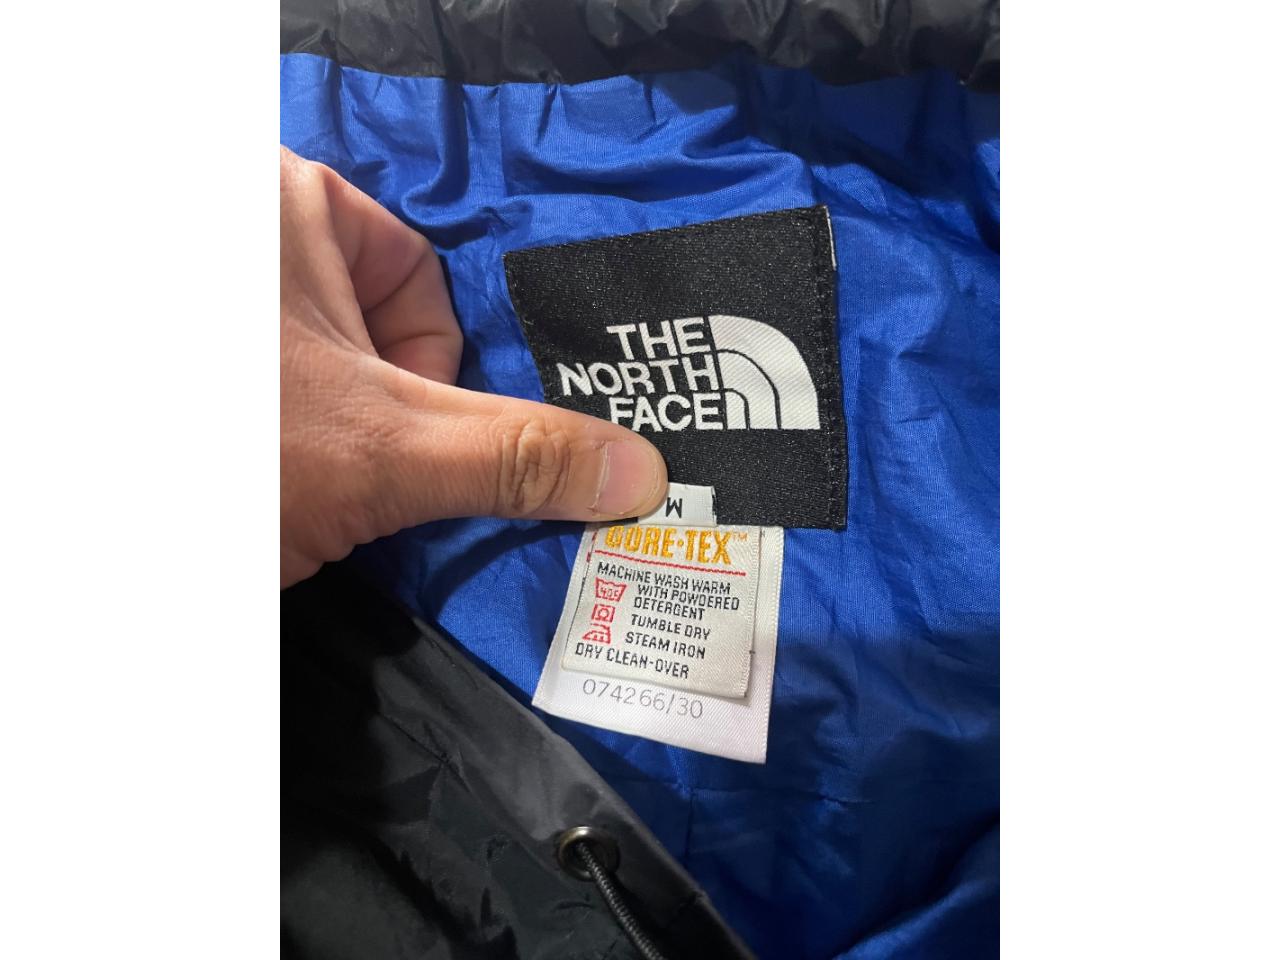 THE
NORTH
FACE
M
GORE-TEX™
MACHINE WASH WARM
WITH POWDERED
DETERGENT
TUMBLE DRY
STEAM IRON
DRY CLEAN-OVER
074266/30